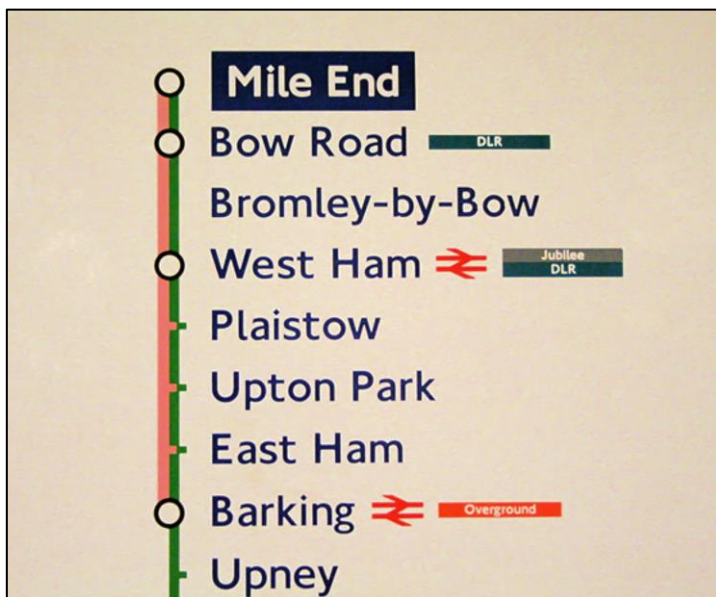 Mile End
Bow Road DLR
Bromley-by-Bow
West Ham Jubilee
DLR
Plaistow
Upton Park
East Ham
Barking Overground
Upney